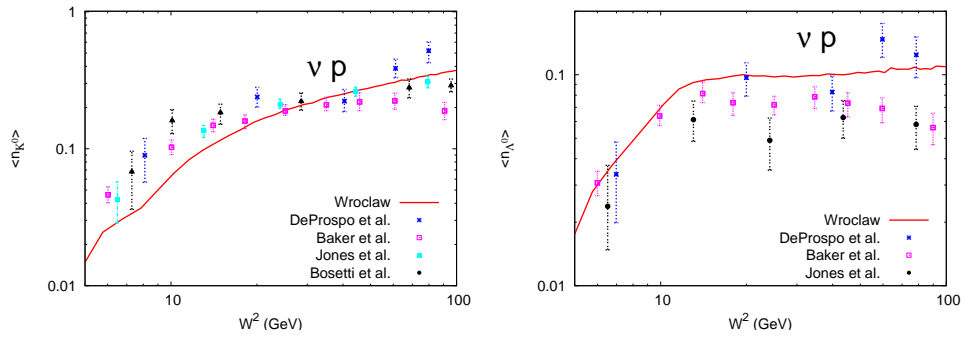 1
0.1
0.01
10
100
<n_K⁰>
W² (GeV)
ν p
Wroclaw
DeProspo et al.
Baker et al.
Jones et al.
Bosetti et al.
0.1
0.01
10
100
<n_Λ⁰>
W² (GeV)
ν p
Wroclaw
DeProspo et al.
Baker et al.
Jones et al.